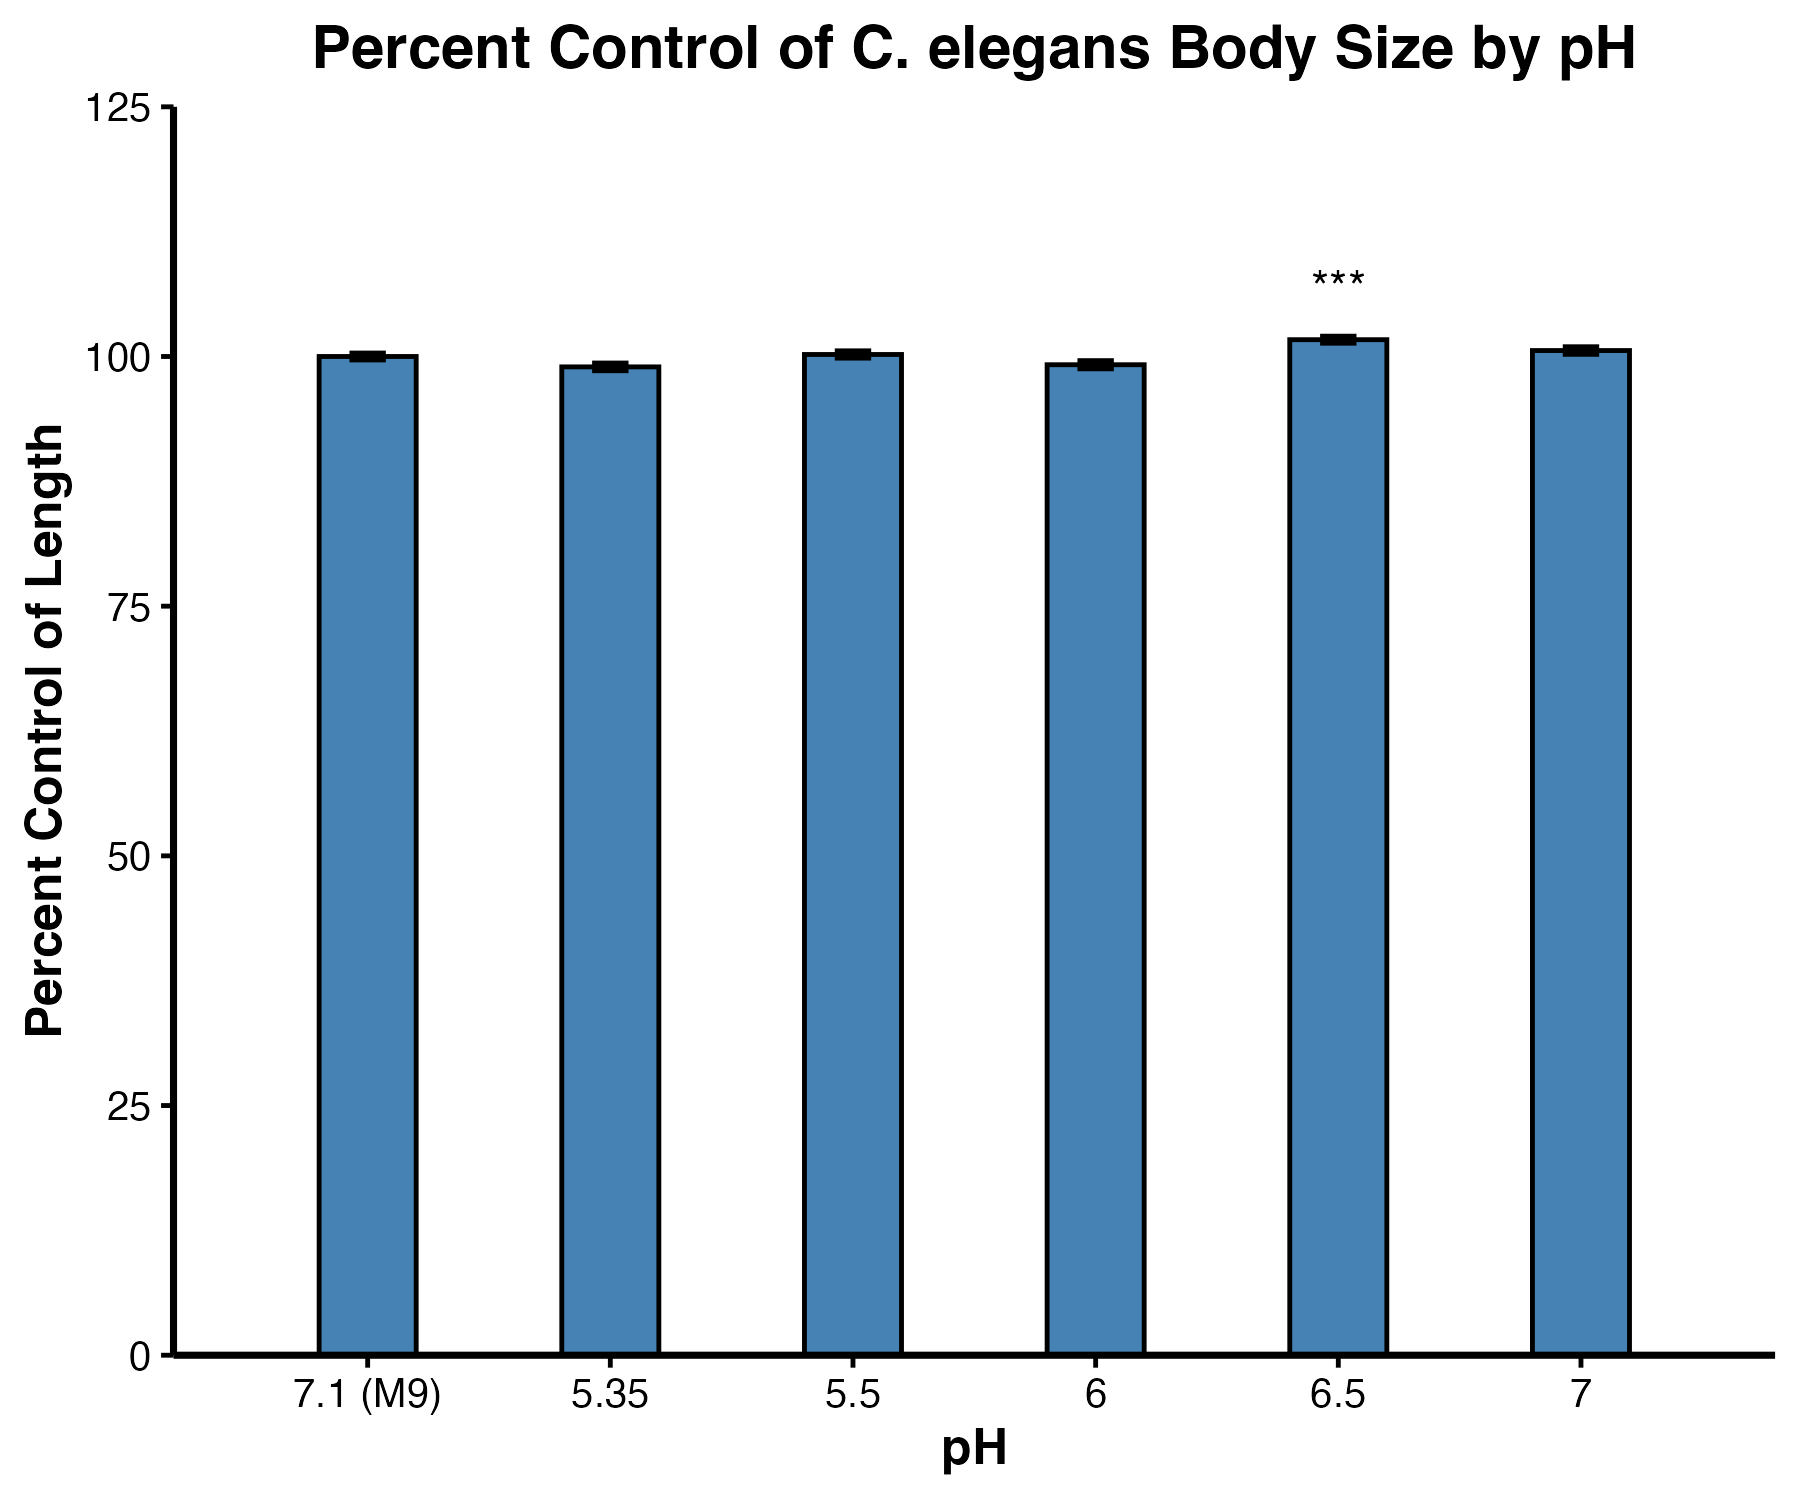 Percent Control of C. elegans Body Size by pH
125
100
75
50
25
0
Percent Control of Length
***
7.1 (M9) 5.35 5.5 6 6.5 7
pH